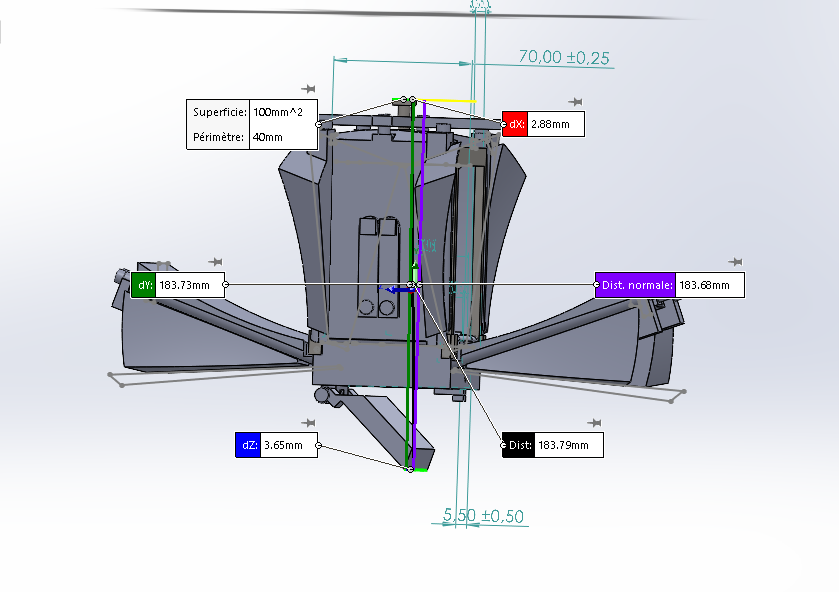 70,00 ±0,25
Superficie: 100mm^2
Périmètre: 40mm
dX: 2.88mm
dY: 183.73mm
Dist. normale: 183.68mm
dZ: 3.65mm
Dist: 183.79mm
5,50 ±0,50